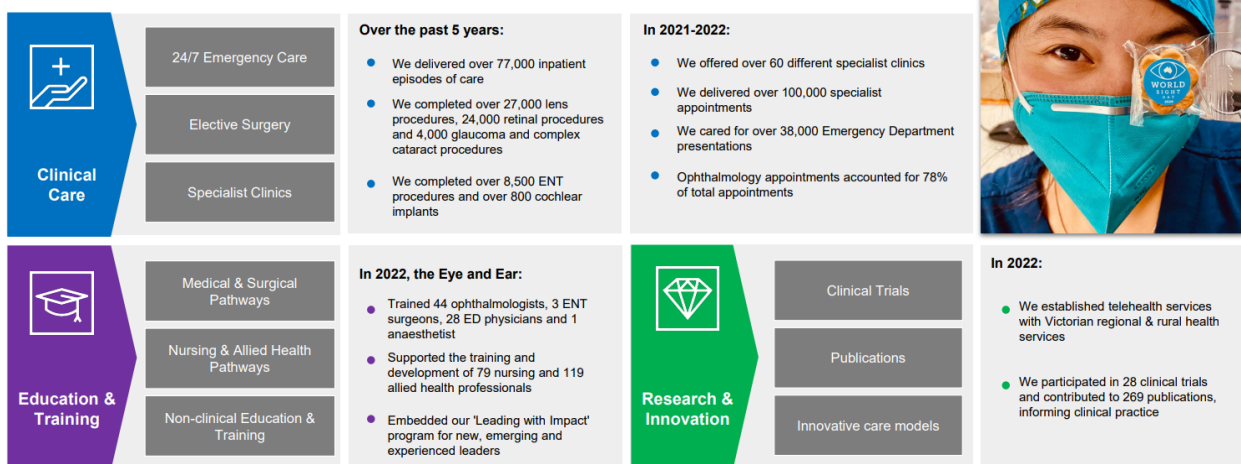 Clinical
Care
24/7 Emergency Care
Elective Surgery
Specialist Clinics
Over the past 5 years:
We delivered over 77,000 inpatient
episodes of care
We completed over 27,000 lens
procedures, 24,000 retinal procedures
and 4,000 glaucoma and complex
cataract procedures
We completed over 8,500 ENT
procedures and over 800 cochlear
implants
In 2021-2022:
We offered over 60 different specialist clinics
We delivered over 100,000 specialist
appointments
We cared for over 38,000 Emergency Department
presentations
Ophthalmology appointments accounted for 78%
of total appointments
WORLD
SIGHT
DAY
Education &
Training
Medical & Surgical
Pathways
Nursing & Allied Health
Pathways
Non-clinical Education &
Training
In 2022, the Eye and Ear:
Trained 44 ophthalmologists, 3 ENT
surgeons, 28 ED physicians and 1
anaesthetist
Supported the training and
development of 79 nursing and 119
allied health professionals
Embedded our 'Leading with Impact'
program for new, emerging and
experienced leaders
Research &
Innovation
Clinical Trials
Publications
Innovative care models
In 2022:
We established telehealth services
with Victorian regional & rural health
services
We participated in 28 clinical trials
and contributed to 269 publications,
informing clinical practice